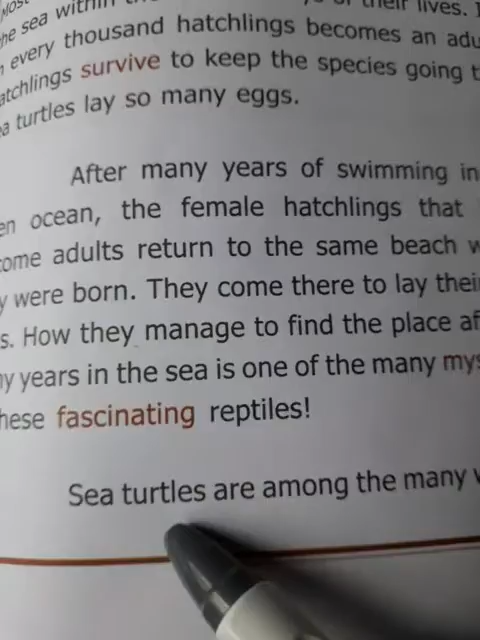 Most
the sea within
every thousand hatchlings becomes an adu
atchlings survive to keep the species going t
a turtles lay so many eggs.
After many years of swimming in
en ocean, the female hatchlings that
come adults return to the same beach w
y were born. They come there to lay thei
s. How they manage to find the place af
ny years in the sea is one of the many mys
hese fascinating reptiles!
Sea turtles are among the many w